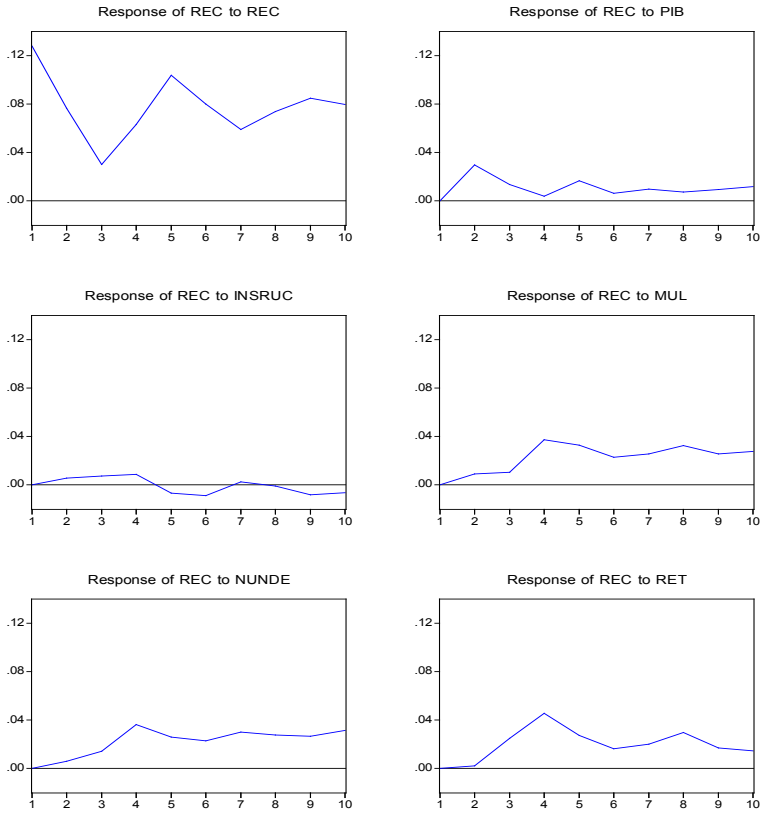 Response of REC to REC
.12
.08
.04
.00
1 2 3 4 5 6 7 8 9 10
Response of REC to PIB
.12
.08
.04
.00
1 2 3 4 5 6 7 8 9 10
Response of REC to INSRUC
.12
.08
.04
.00
1 2 3 4 5 6 7 8 9 10
Response of REC to MUL
.12
.08
.04
.00
1 2 3 4 5 6 7 8 9 10
Response of REC to NUNDE
.12
.08
.04
.00
1 2 3 4 5 6 7 8 9 10
Response of REC to RET
.12
.08
.04
.00
1 2 3 4 5 6 7 8 9 10